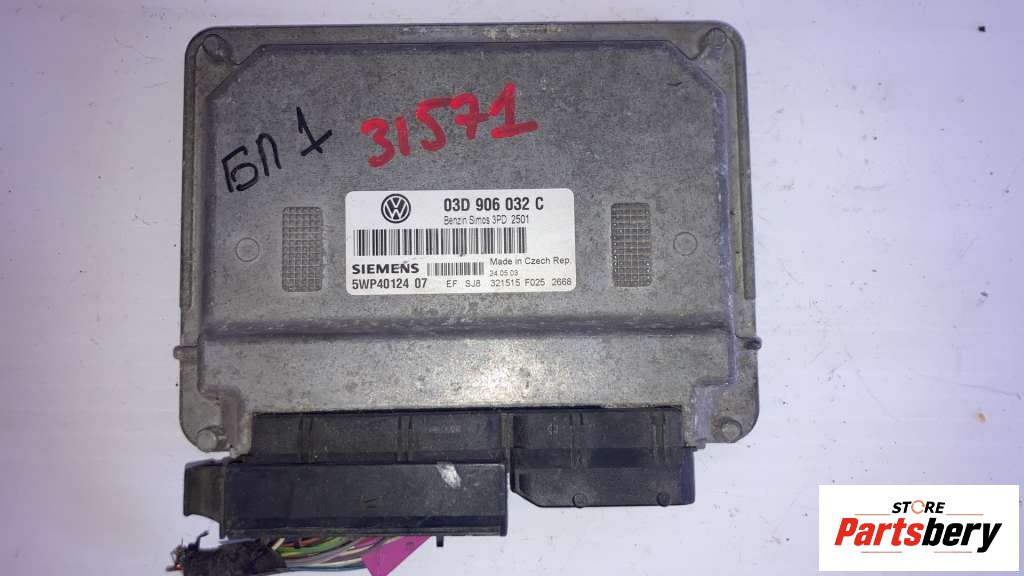 БП 1
31571
03D 906 032 C
Benzin Simos 3PD 2501
Made in Czech Rep.
SIEMENS
24.05.03
5WP40124 07 EF SJ8 321515 F025 2668
STORE
Partsbery